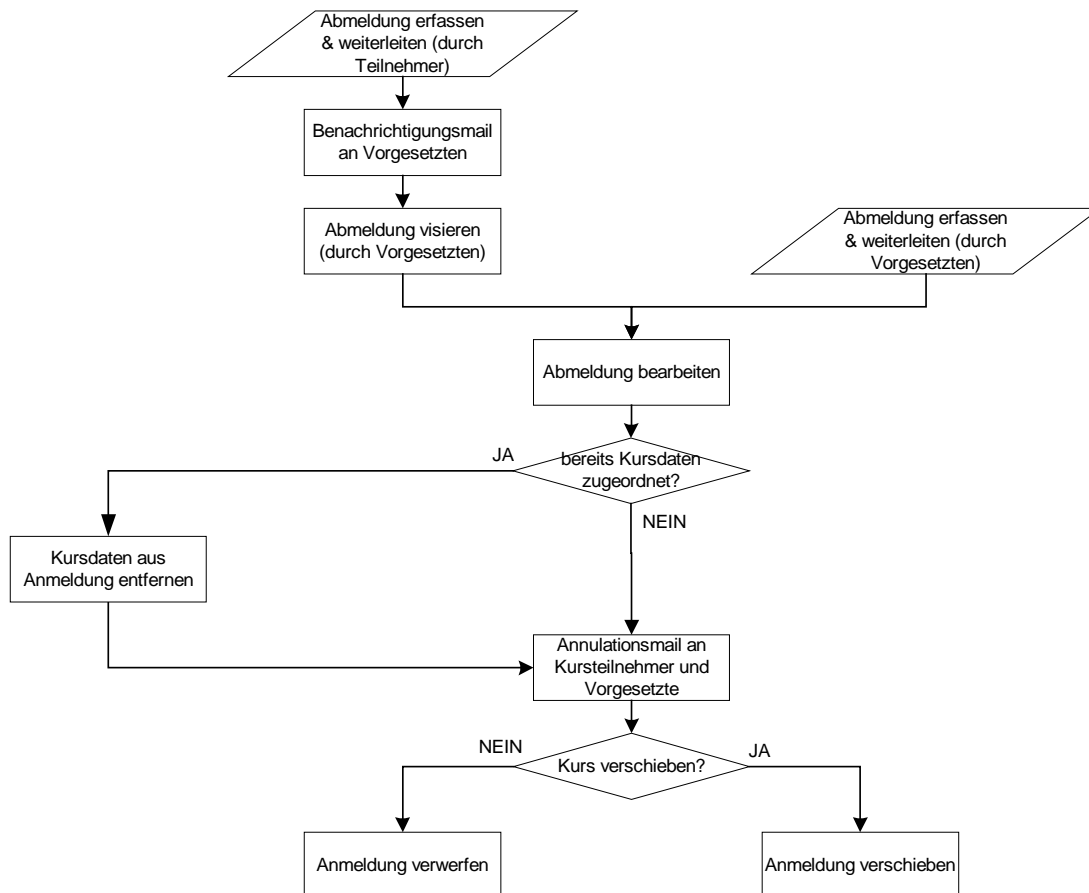 Abmeldung erfassen
& weiterleiten (durch
Teilnehmer)
Benachrichtigungsmail
an Vorgesetzten
Abmeldung visieren
(durch Vorgesetzten)
Abmeldung erfassen
& weiterleiten (durch
Vorgesetzten)
Abmeldung bearbeiten
JA
bereits Kursdaten
zugeordnet?
NEIN
Kursdaten aus
Anmeldung entfernen
Annulationsmail an
Kursteilnehmer und
Vorgesetzte
NEIN
JA
Kurs verschieben?
Anmeldung verwerfen
Anmeldung verschieben